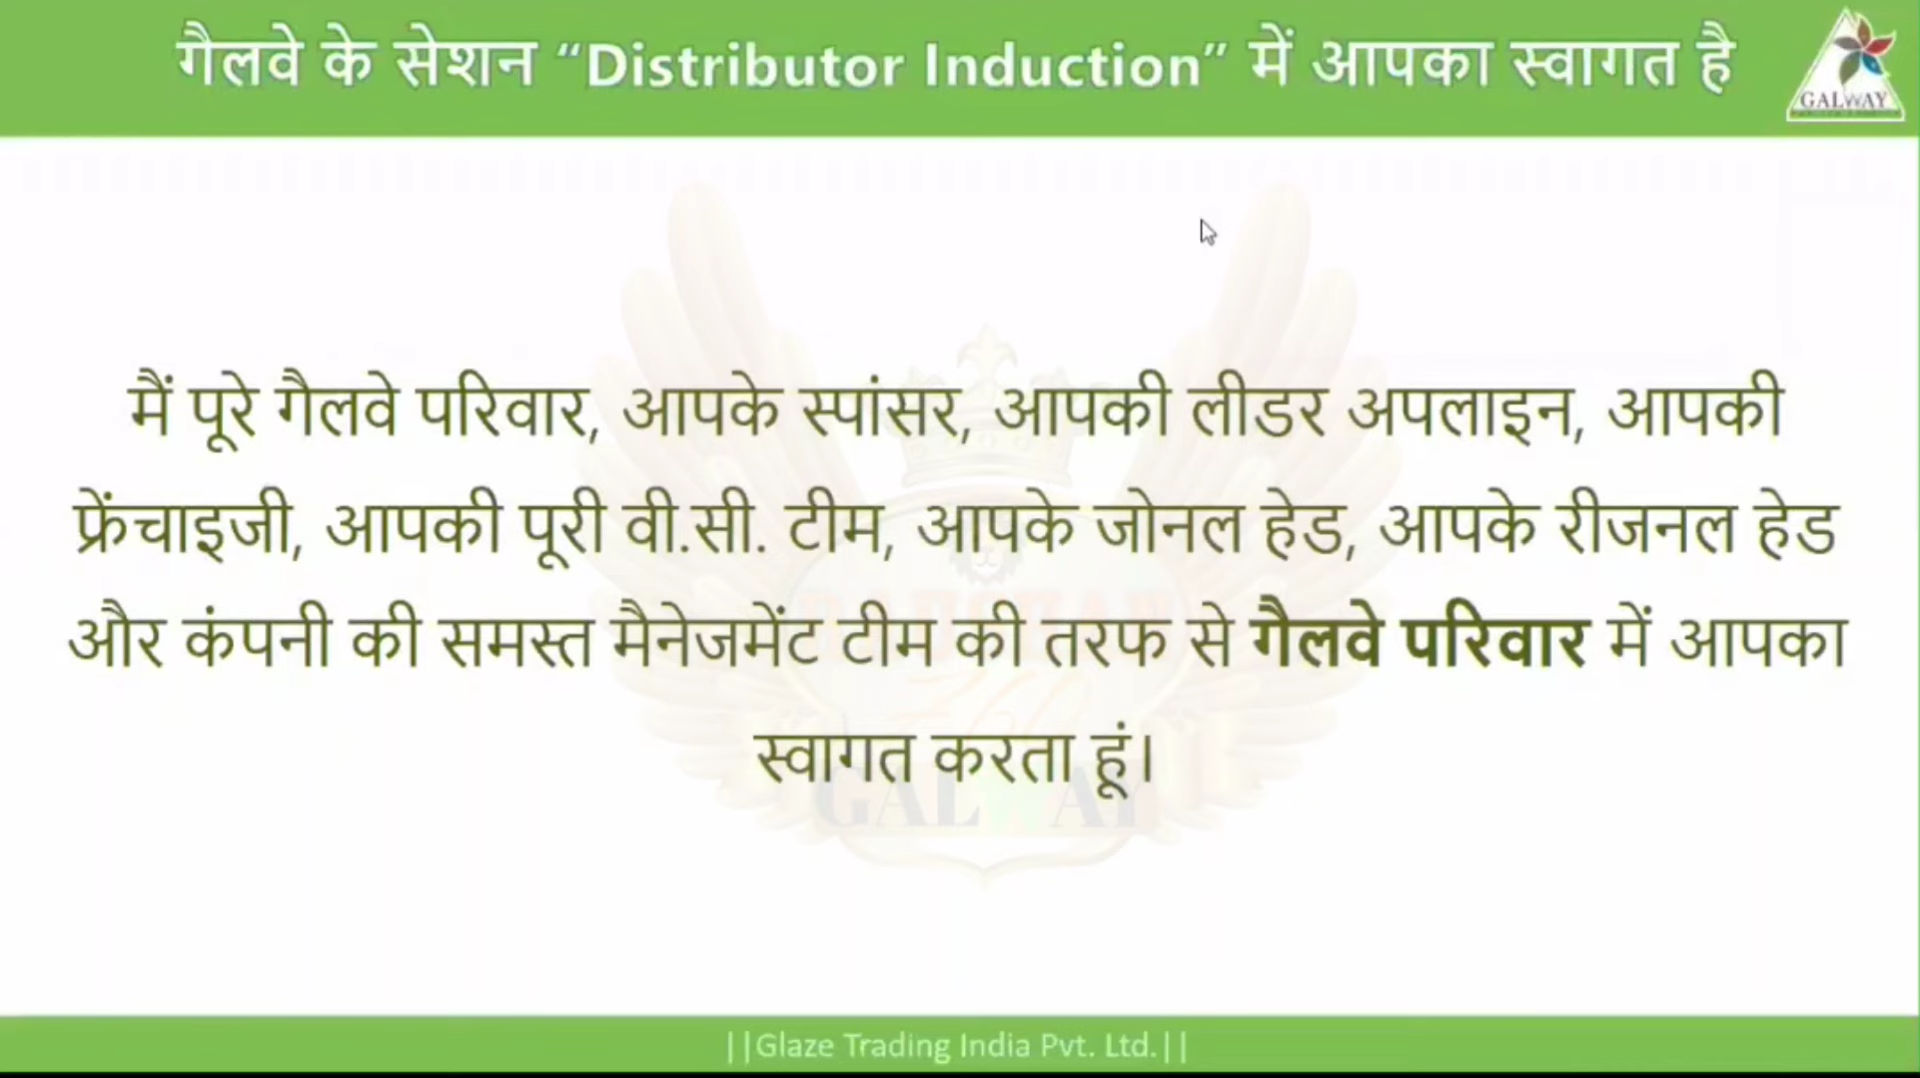 गैलवे के सेशन “Distributor Induction” में आपका स्वागत है
GALWAY
मैं पूरे गैलवे परिवार, आपके स्पांसर, आपकी लीडर अपलाइन, आपकी
फ्रेंचाइजी, आपकी पूरी वी.सी. टीम, आपके जोनल हेड, आपके रीजनल हेड
और कंपनी की समस्त मैनेजमेंट टीम की तरफ से गैलवे परिवार में आपका
स्वागत करता हूं।
GALWAY
||Glaze Trading India Pvt. Ltd.||